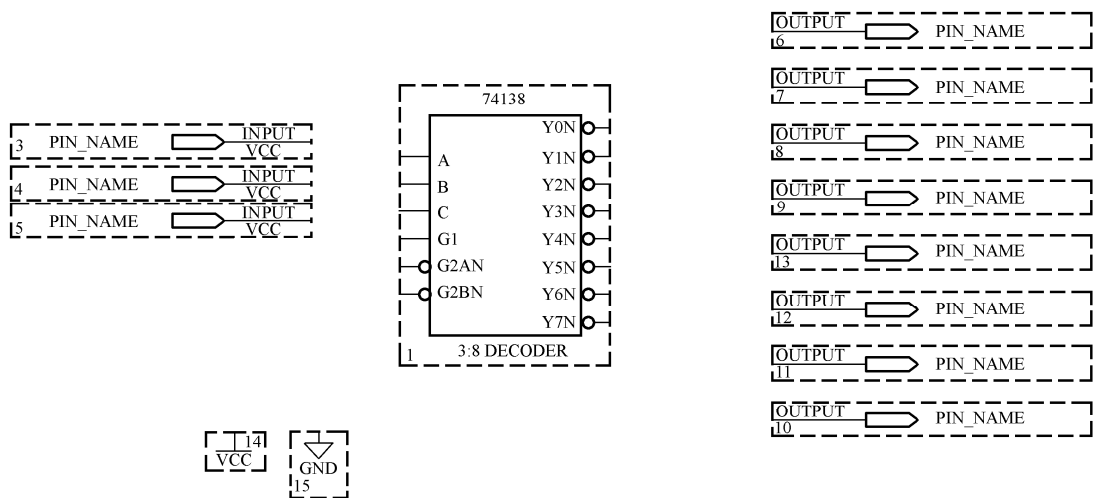 OUTPUT
6 PIN_NAME
OUTPUT
7 PIN_NAME
OUTPUT
8 PIN_NAME
OUTPUT
9 PIN_NAME
OUTPUT
13 PIN_NAME
OUTPUT
12 PIN_NAME
OUTPUT
11 PIN_NAME
OUTPUT
10 PIN_NAME
3 PIN_NAME INPUT
VCC
4 PIN_NAME INPUT
VCC
5 PIN_NAME INPUT
VCC
74138
A
B
C
G1
G2AN
G2BN
Y0N
Y1N
Y2N
Y3N
Y4N
Y5N
Y6N
Y7N
1 3:8 DECODER
14
VCC
GND
15